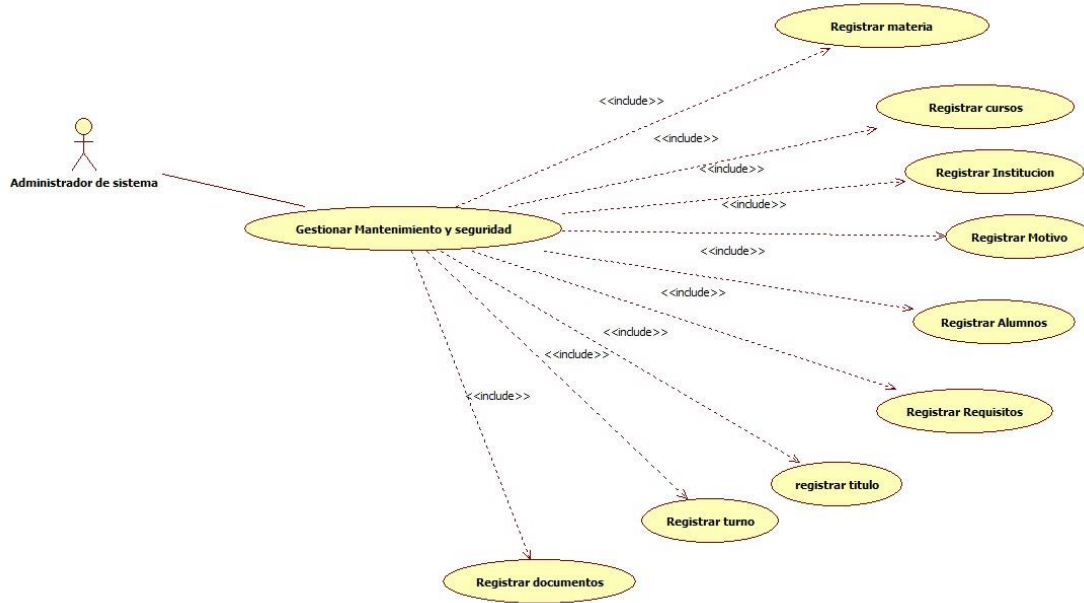 Registrar materia
<<include>>
Registrar cursos
<<include>>
Administrador de sistema
<<include>>
Registrar Institucion
<<include>>
Gestionar Mantenimiento y seguridad
Registrar Motivo
<<include>>
<<include>>
Registrar Alumnos
<<include>>
<<include>>
<<include>>
Registrar Requisitos
registrar titulo
Registrar turno
Registrar documentos